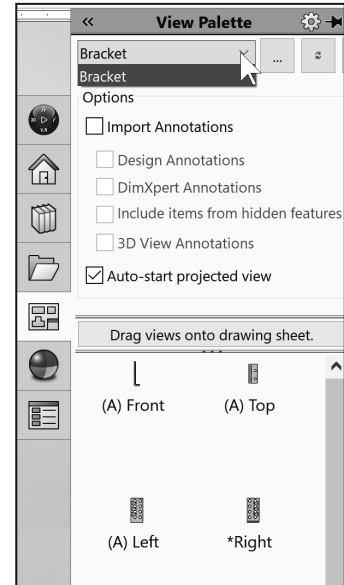 View Palette
Bracket
...
Bracket
Options
Import Annotations
Design Annotations
DimXpert Annotations
Include items from hidden features
3D View Annotations
Auto-start projected view
Drag views onto drawing sheet.
(A) Front
(A) Top
(A) Left
*Right